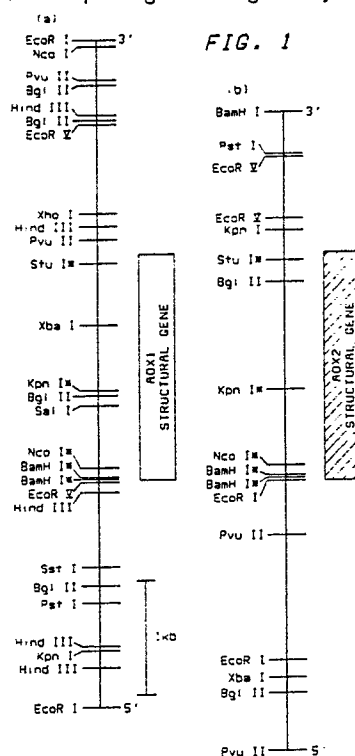 (a)
FIG. 1
EcoR I 3'
Nco I
Pvu II
Bgl II
Hind III
Bgl II
EcoR V
Xho I
Hind III
Pvu II
Stu I*
Xba I
Kpn I*
Bgl II
Sal I
Nco I*
BamH I*
BamH I*
EcoR V
Hind III
Sst I
Bgl II
Pst I
Hind III
Kpn I
Hind III
EcoR I 5'
AOX1
STRUCTURAL GENE
1kb
(b)
BamH I 3'
Pst I
EcoR V
EcoR V
Kpn I
Stu I*
Bgl II
Kpn I*
Nco I*
BamH I*
BamH I*
EcoR I
Pvu II
EcoR I
Xba I
Bgl II
Pvu II 5'
AOX2
STRUCTURAL GENE